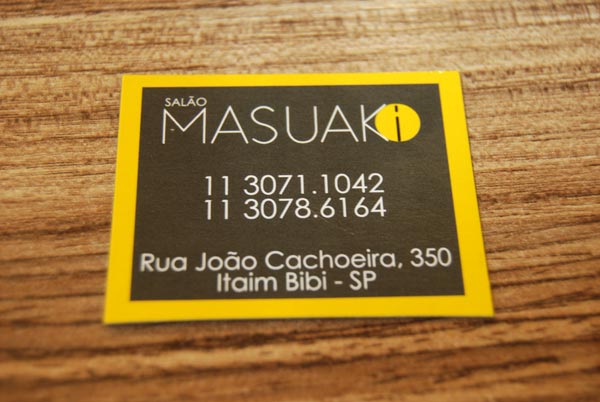 SALÃO
MASUAKi
11 3071.1042
11 3078.6164
Rua João Cachoeira, 350
Itaim Bibi - SP